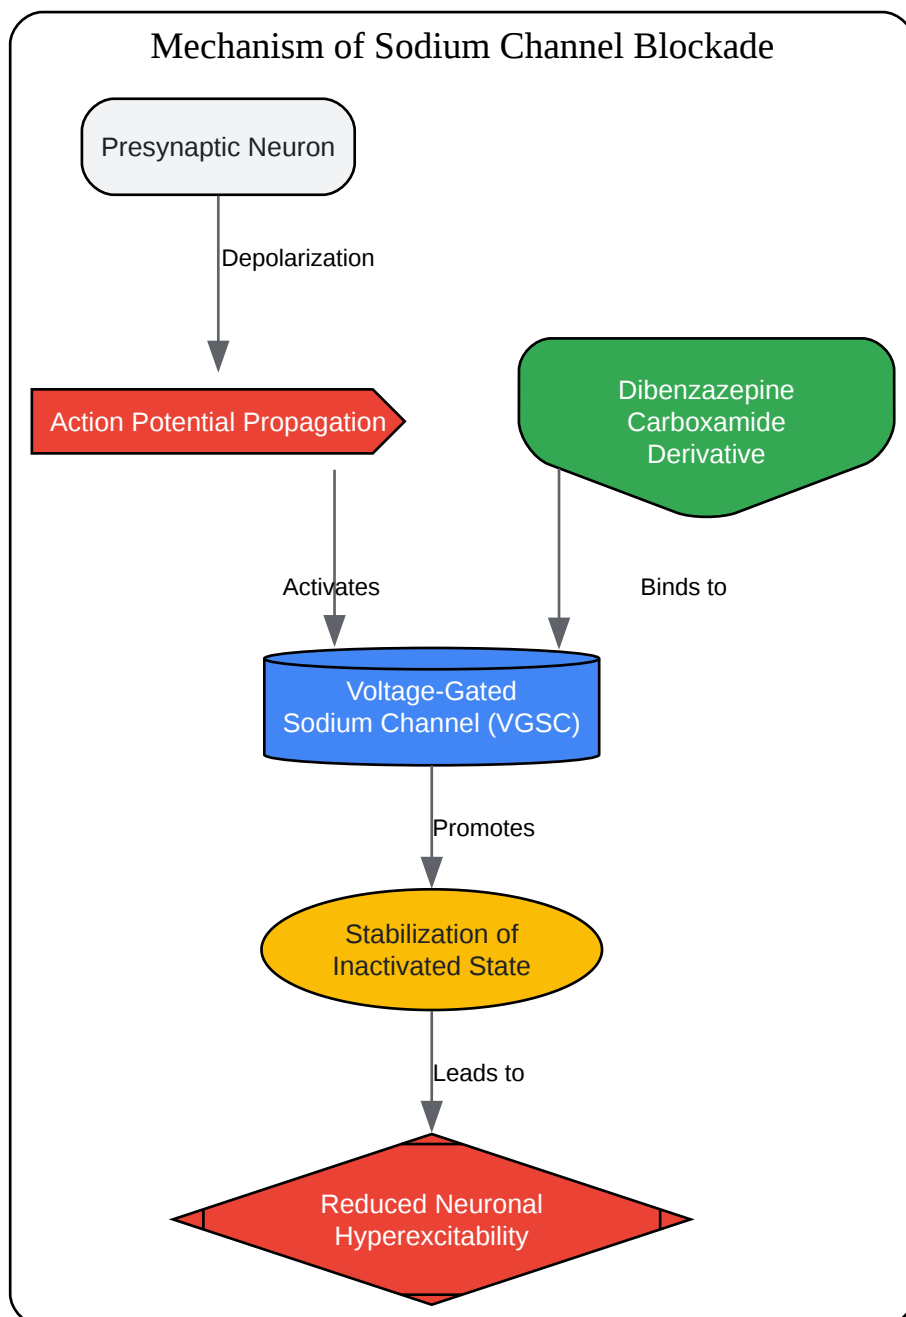 Mechanism of Sodium Channel Blockade
Presynaptic Neuron
Depolarization
Action Potential Propagation
Dibenzazepine
Carboxamide
Derivative
Activates
Binds to
Voltage-Gated
Sodium Channel (VGSC)
Promotes
Stabilization of
Inactivated State
Leads to
Reduced Neuronal
Hyperexcitability